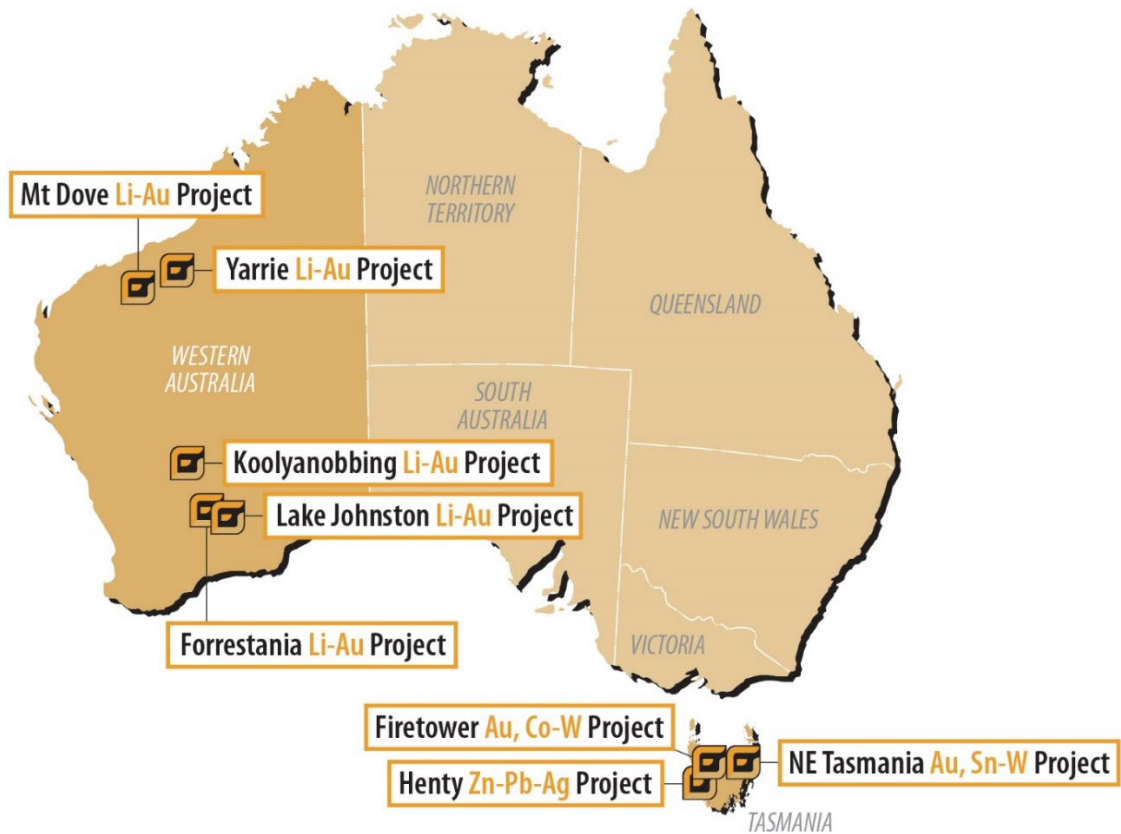 NORTHERN
TERRITORY
Mt Dove Li-Au Project
Yarrie Li-Au Project
QUEENSLAND
WESTERN
AUSTRALIA
SOUTH
AUSTRALIA
Koolyanobbing Li-Au Project
Lake Johnston Li-Au Project
NEW SOUTH WALES
Forrestania Li-Au Project
VICTORIA
Firetower Au, Co-W Project
NE Tasmania Au, Sn-W Project
Henty Zn-Pb-Ag Project
TASMANIA